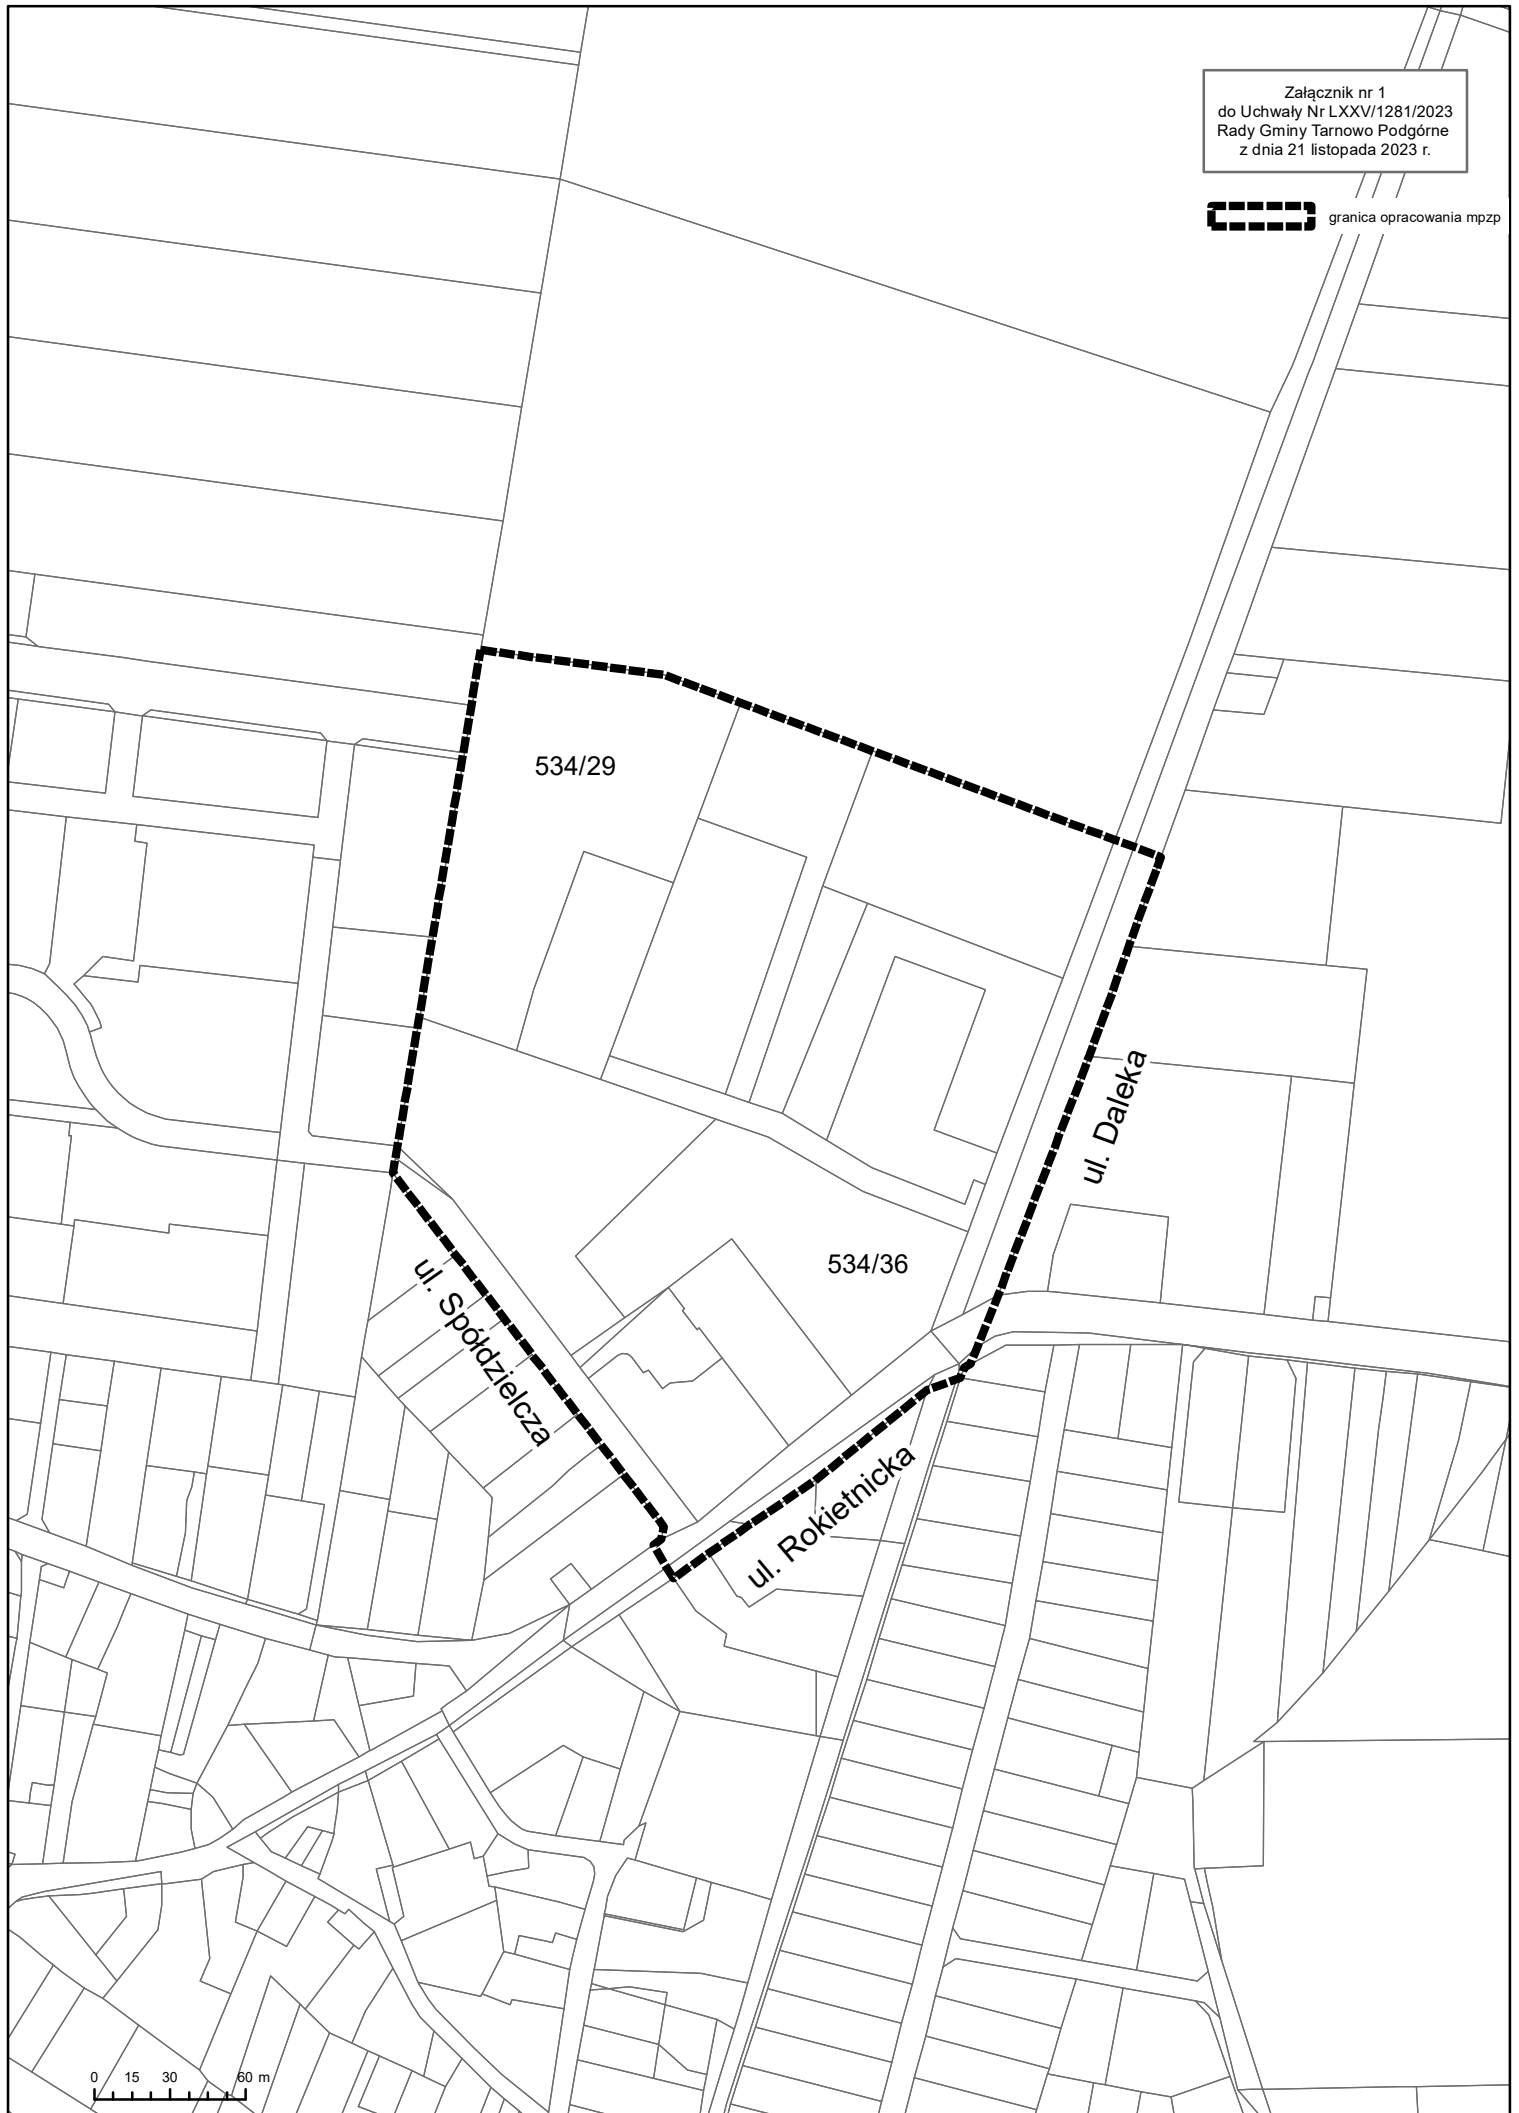 Załącznik nr 1
do Uchwały Nr LXXV/1281/2023
Rady Gminy Tarnowo Podgórne
z dnia 21 listopada 2023 r.
granica opracowania mpzp
534/29
ul. Daleka
534/36
ul. Spółdzielcza
ul. Rokietnicka
0 15 30 60 m